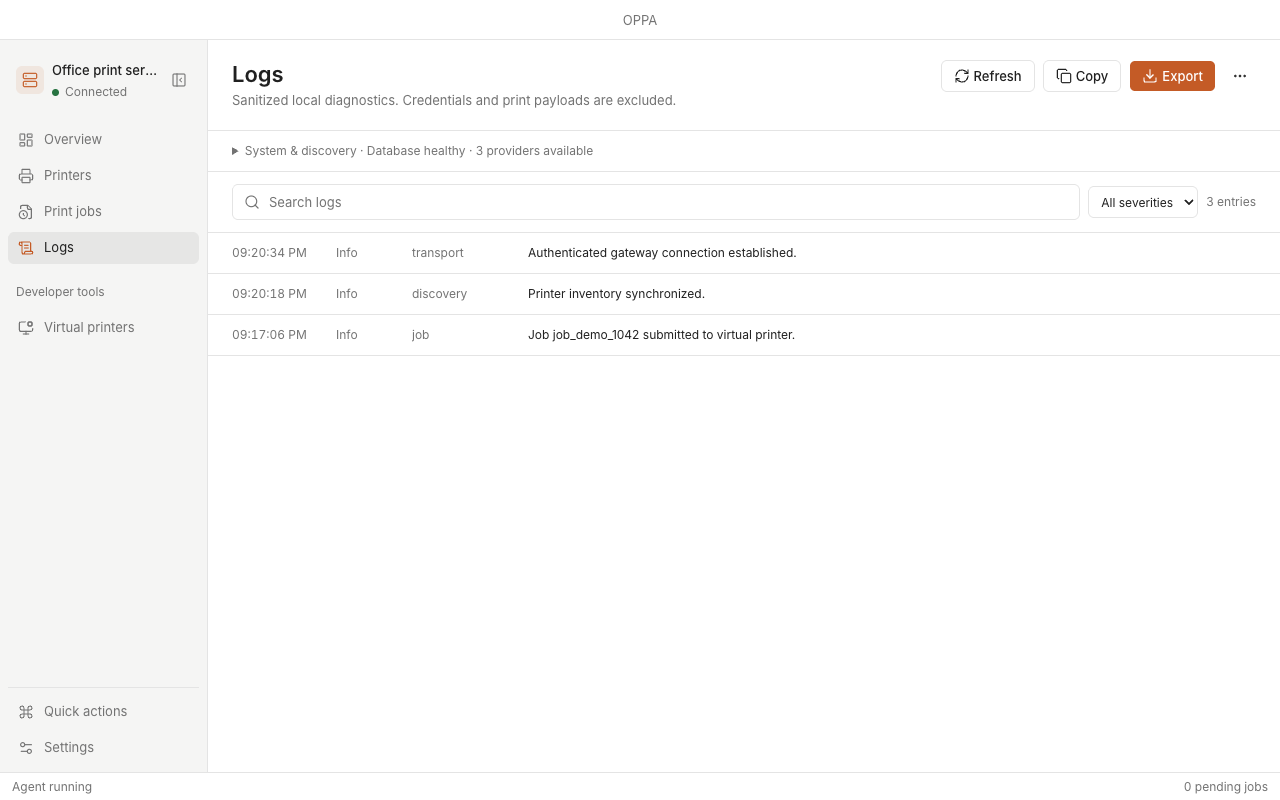 OPPA
Office print ser...
Connected
Overview
Printers
Print jobs
Logs
Developer tools
Virtual printers
Quick actions
Settings
Logs
Sanitized local diagnostics. Credentials and print payloads are excluded.
Refresh
Copy
Export
System & discovery · Database healthy · 3 providers available
Search logs
All severities
3 entries
09:20:34 PM Info transport Authenticated gateway connection established.
09:20:18 PM Info discovery Printer inventory synchronized.
09:17:06 PM Info job Job job_demo_1042 submitted to virtual printer.
Agent running
0 pending jobs